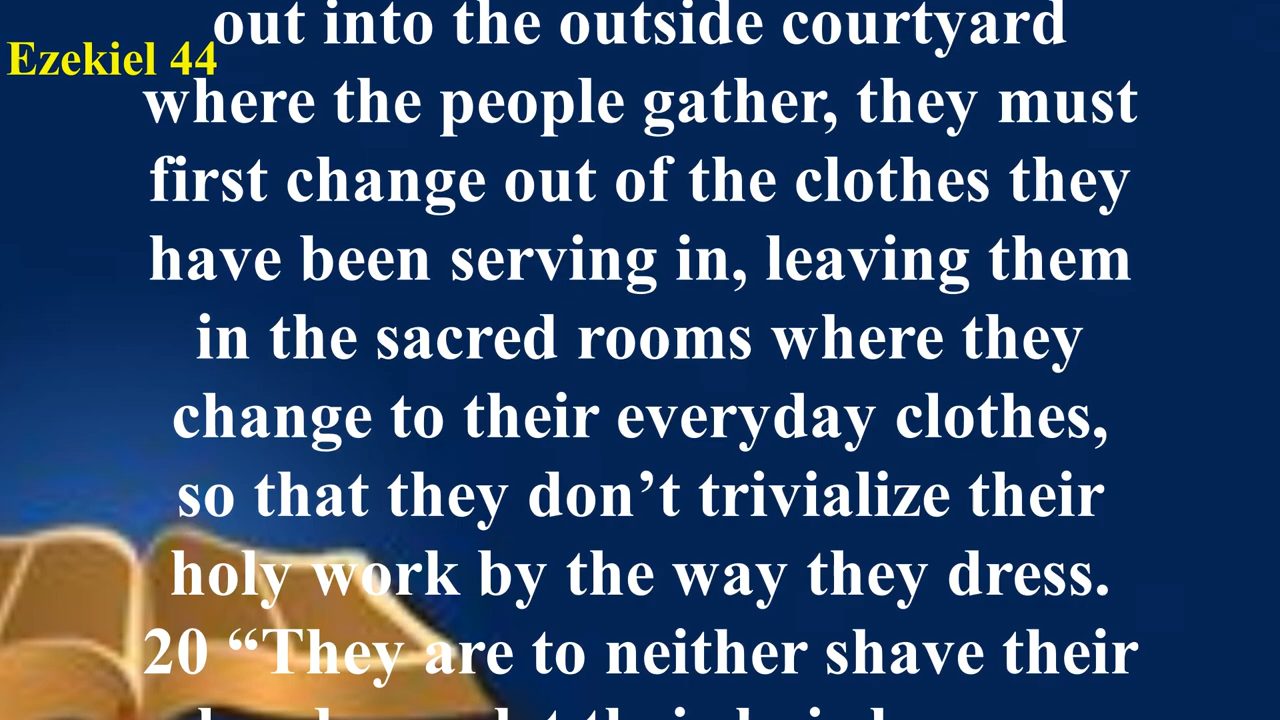 out into the outside courtyard
Ezekiel 44
where the people gather, they must
first change out of the clothes they
have been serving in, leaving them
in the sacred rooms where they
change to their everyday clothes,
so that they don’t trivialize their
holy work by the way they dress.
20 “They are to neither shave their